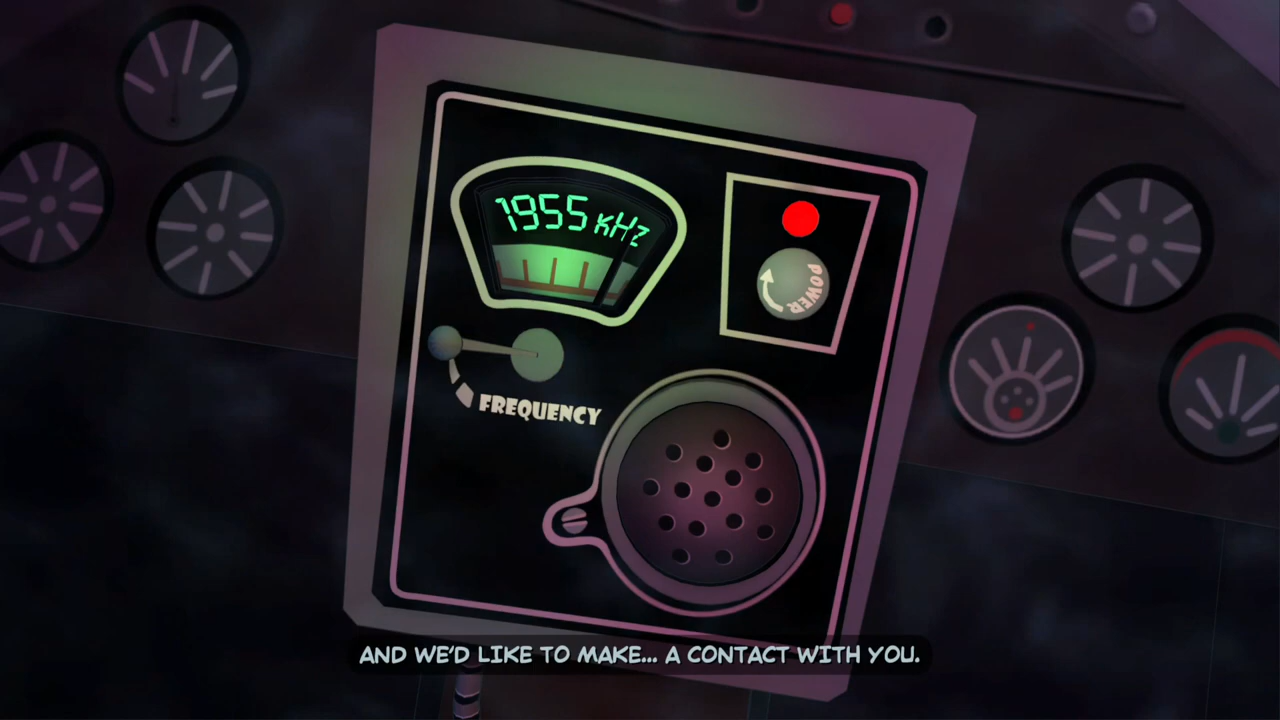 1955 KHz
POWER
FREQUENCY
AND WE'D LIKE TO MAKE... A CONTACT WITH YOU.